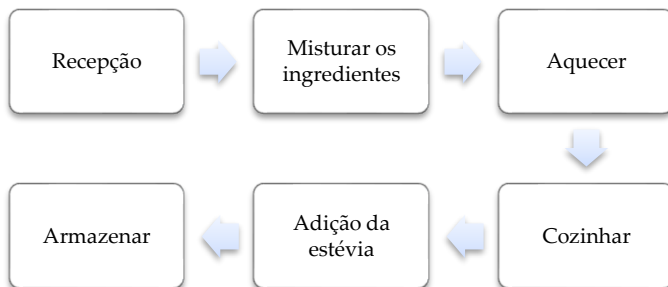 Recepção
Misturar os
ingredientes
Aquecer
Cozinhar
Adição da
estévia
Armazenar